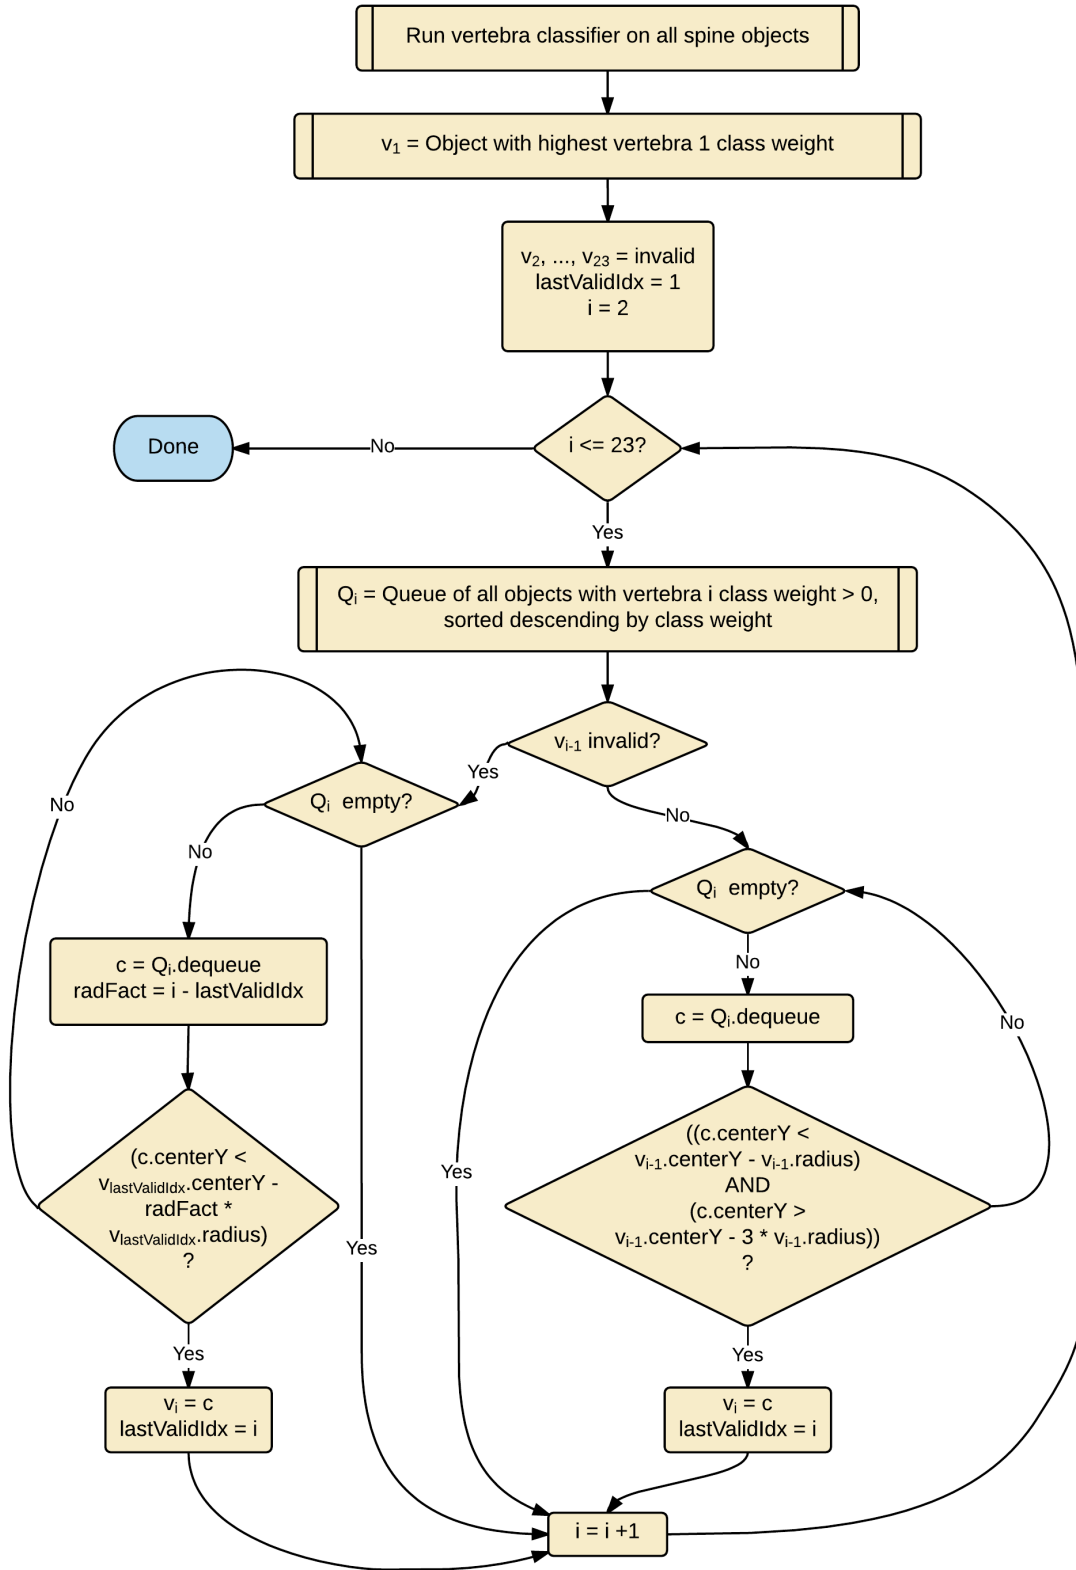 Run vertebra classifier on all spine objects
v₁ = Object with highest vertebra 1 class weight
v₂, ..., v₂₃ = invalid
lastValidIdx = 1
i = 2
i <= 23?
No
Done
Yes
Qᵢ = Queue of all objects with vertebra i class weight > 0,
sorted descending by class weight
vᵢ₋₁ invalid?
Yes
No
Qᵢ empty?
No
No
Yes
c = Qᵢ.dequeue
radFact = i - lastValidIdx
(c.centerY <
v_lastValidIdx.centerY -
radFact *
v_lastValidIdx.radius)
?
Yes
vᵢ = c
lastValidIdx = i
Qᵢ empty?
Yes
No
c = Qᵢ.dequeue
No
((c.centerY <
vᵢ₋₁.centerY - vᵢ₋₁.radius)
AND
(c.centerY >
vᵢ₋₁.centerY - 3 * vᵢ₋₁.radius))
?
Yes
vᵢ = c
lastValidIdx = i
i = i +1